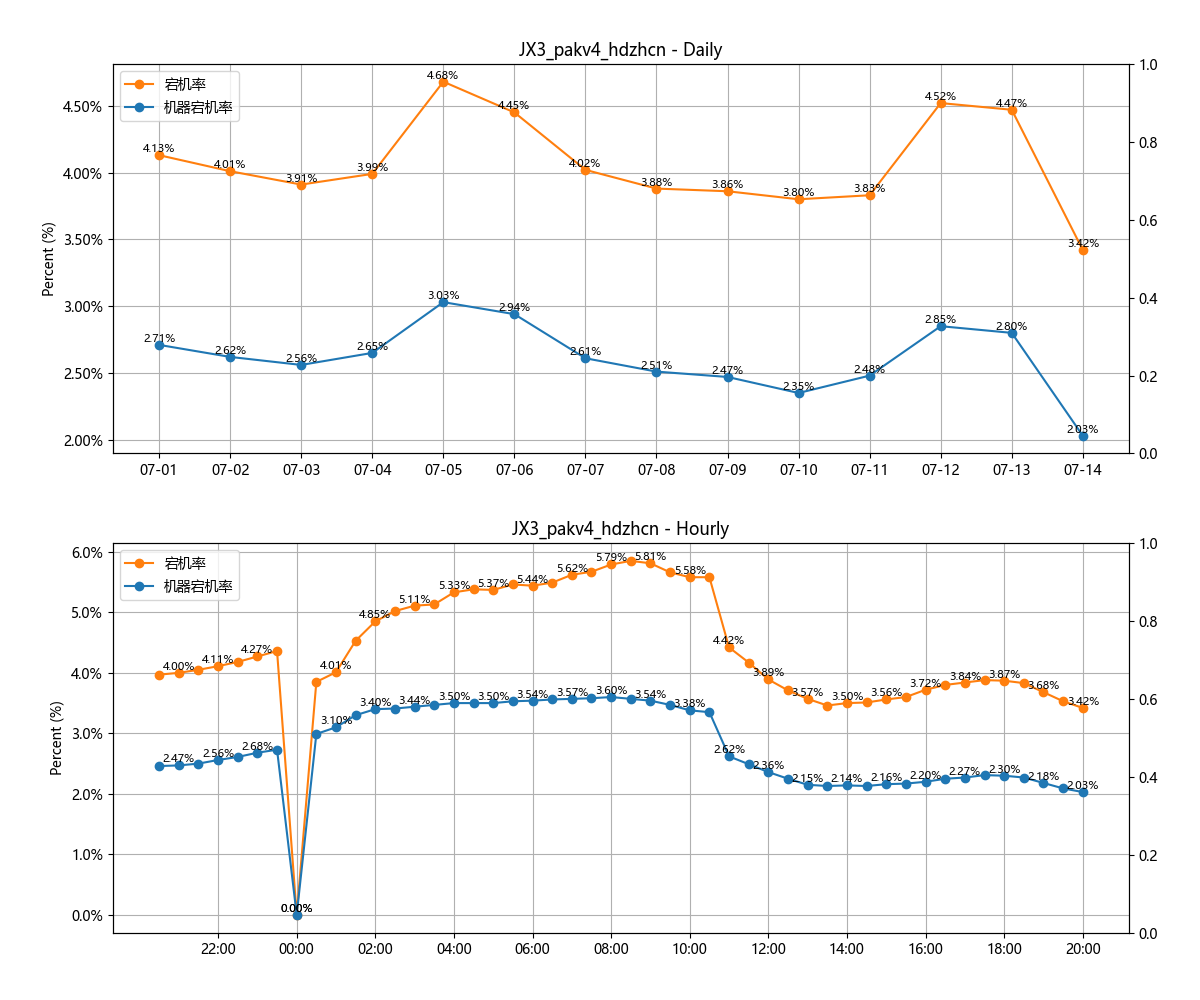 JX3_pakv4_hdzhcn - Daily
宕机率
机器宕机率
Percent (%)
4.50%
4.00%
3.50%
3.00%
2.50%
2.00%
1.0
0.8
0.6
0.4
0.2
0.0
4.13% 4.01% 3.91% 3.99% 4.68% 4.45% 4.02% 3.88% 3.86% 3.80% 3.83% 4.52% 4.47% 3.42%
2.71% 2.62% 2.56% 2.65% 3.03% 2.94% 2.61% 2.51% 2.47% 2.35% 2.48% 2.85% 2.80% 2.03%
07-01 07-02 07-03 07-04 07-05 07-06 07-07 07-08 07-09 07-10 07-11 07-12 07-13 07-14
JX3_pakv4_hdzhcn - Hourly
宕机率
机器宕机率
Percent (%)
6.0%
5.0%
4.0%
3.0%
2.0%
1.0%
0.0%
1.0
0.8
0.6
0.4
0.2
0.0
4.00% 4.11% 4.27% 0.00% 4.01% 4.85% 5.11% 5.33% 5.37% 5.44% 5.62% 5.79% 5.81% 5.58% 4.42% 3.89% 3.57% 3.50% 3.56% 3.72% 3.84% 3.87% 3.68% 3.42%
2.47% 2.56% 2.68% 0.00% 3.10% 3.40% 3.44% 3.50% 3.50% 3.54% 3.57% 3.60% 3.54% 3.38% 2.62% 2.36% 2.15% 2.14% 2.16% 2.20% 2.27% 2.30% 2.18% 2.03%
22:00 00:00 02:00 04:00 06:00 08:00 10:00 12:00 14:00 16:00 18:00 20:00